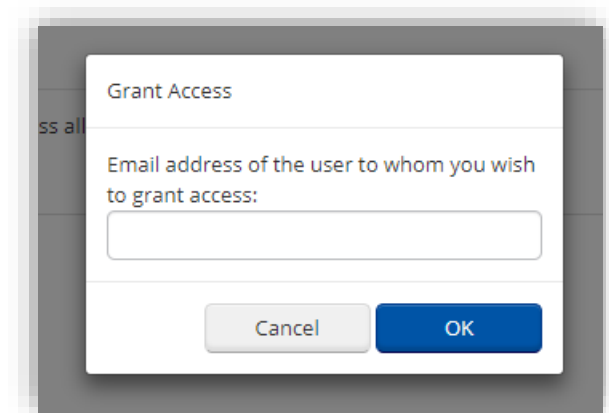 Grant Access
ss all
Email address of the user to whom you wish
to grant access:
Cancel OK